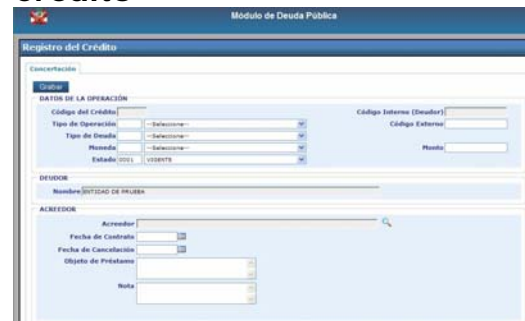 crédito
Módulo de Deuda Pública
Registro del Crédito
Concertación
Grabar
DATOS DE LA OPERACIÓN
Código del Crédito Código Interno (Deudor)
Tipo de Operación --Seleccione-- Código Externo
Tipo de Deuda --Seleccione--
Moneda --Seleccione-- Monto
Estado 0001 VIGENTE
DEUDOR
Nombre ENTIDAD DE PRUEBA
ACREEDOR
Acreedor
Fecha de Contrato
Fecha de Cancelación
Objeto de Préstamo
Nota